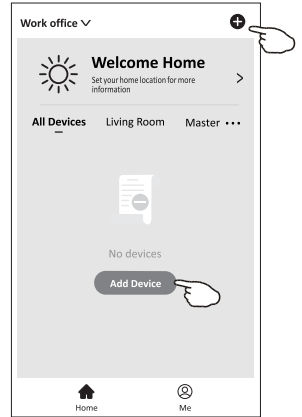 Work office
Welcome Home
Set your home location for more
information
All Devices Living Room Master
No devices
Add Device
Home Me